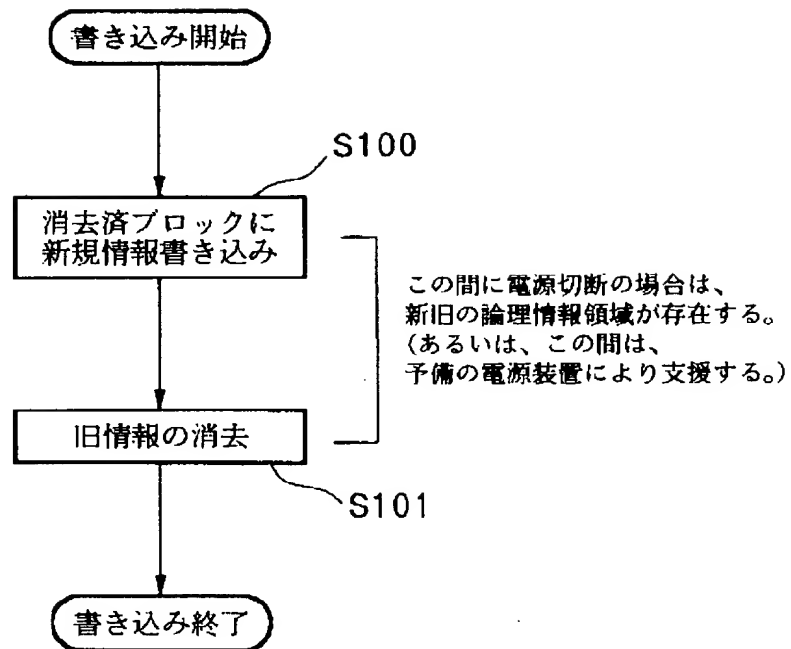 書き込み開始
S100
消去済ブロックに
新規情報書き込み
この間に電源切断の場合は、
新旧の論理情報領域が存在する。
(あるいは、この間は、
予備の電源装置により支援する。)
旧情報の消去
S101
書き込み終了